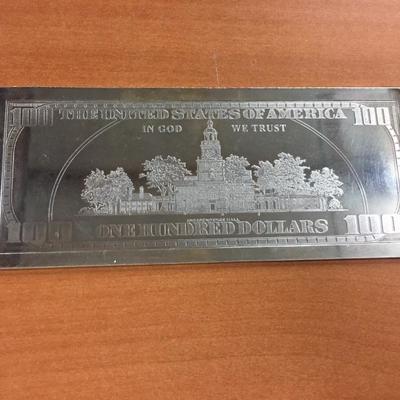 100 THE UNITED STATES OF AMERICA 100
IN GOD WE TRUST
INDEPENDENCE HALL
100 ONE HUNDRED DOLLARS 100